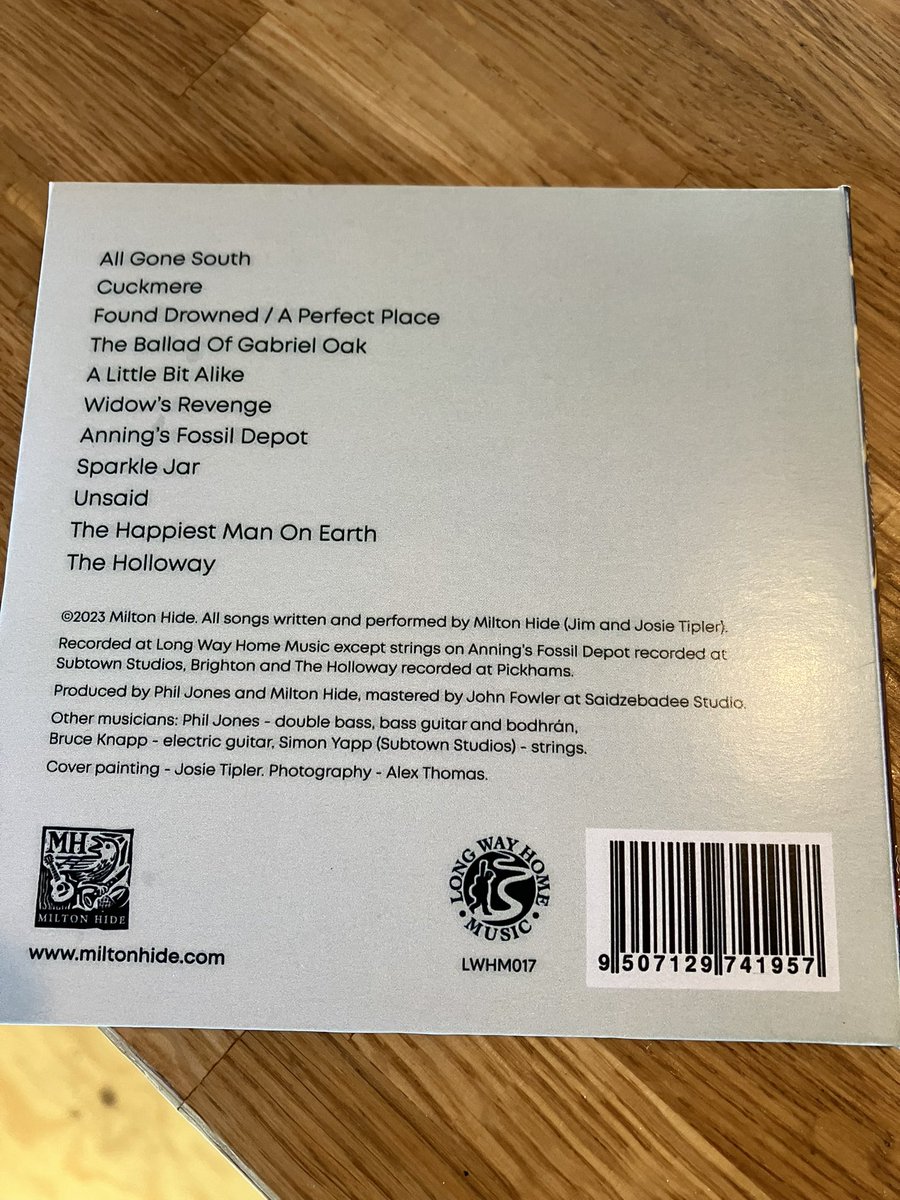 All Gone South
Cuckmere
Found Drowned / A Perfect Place
The Ballad Of Gabriel Oak
A Little Bit Alike
Widow's Revenge
Anning's Fossil Depot
Sparkle Jar
Unsaid
The Happiest Man On Earth
The Holloway
©2023 Milton Hide. All songs written and performed by Milton Hide (Jim and Josie Tipler).
Recorded at Long Way Home Music except strings on Anning's Fossil Depot recorded at
Subtown Studios, Brighton and The Holloway recorded at Pickhams.
Produced by Phil Jones and Milton Hide, mastered by John Fowler at Saidzebadee Studio.
Other musicians: Phil Jones - double bass, bass guitar and bodhrán,
Bruce Knapp - electric guitar, Simon Yapp (Subtown Studios) - strings.
Cover painting - Josie Tipler. Photography - Alex Thomas.
MH
MILTON HIDE
www.miltonhide.com
LONG WAY HOME
• MUSIC •
LWHM017
9 507129 741957